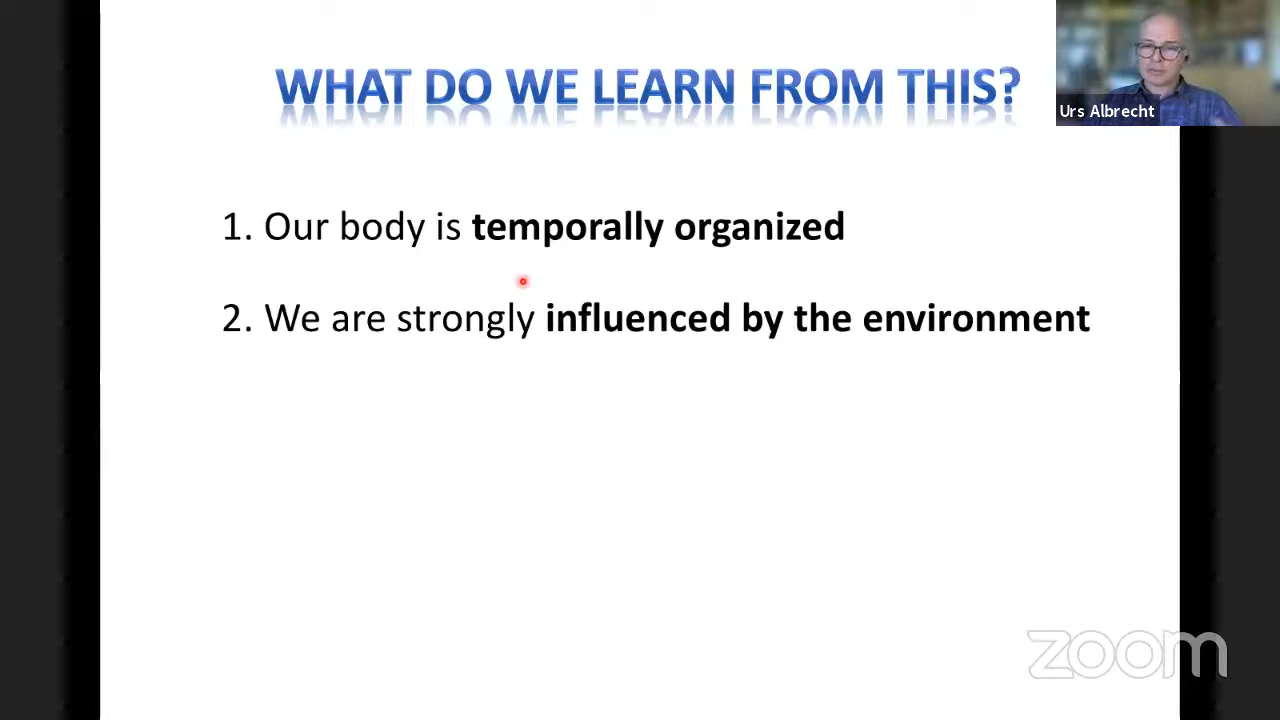 WHAT DO WE LEARN FROM THIS?
Urs Albrecht
1. Our body is temporally organized
2. We are strongly influenced by the environment
zoom